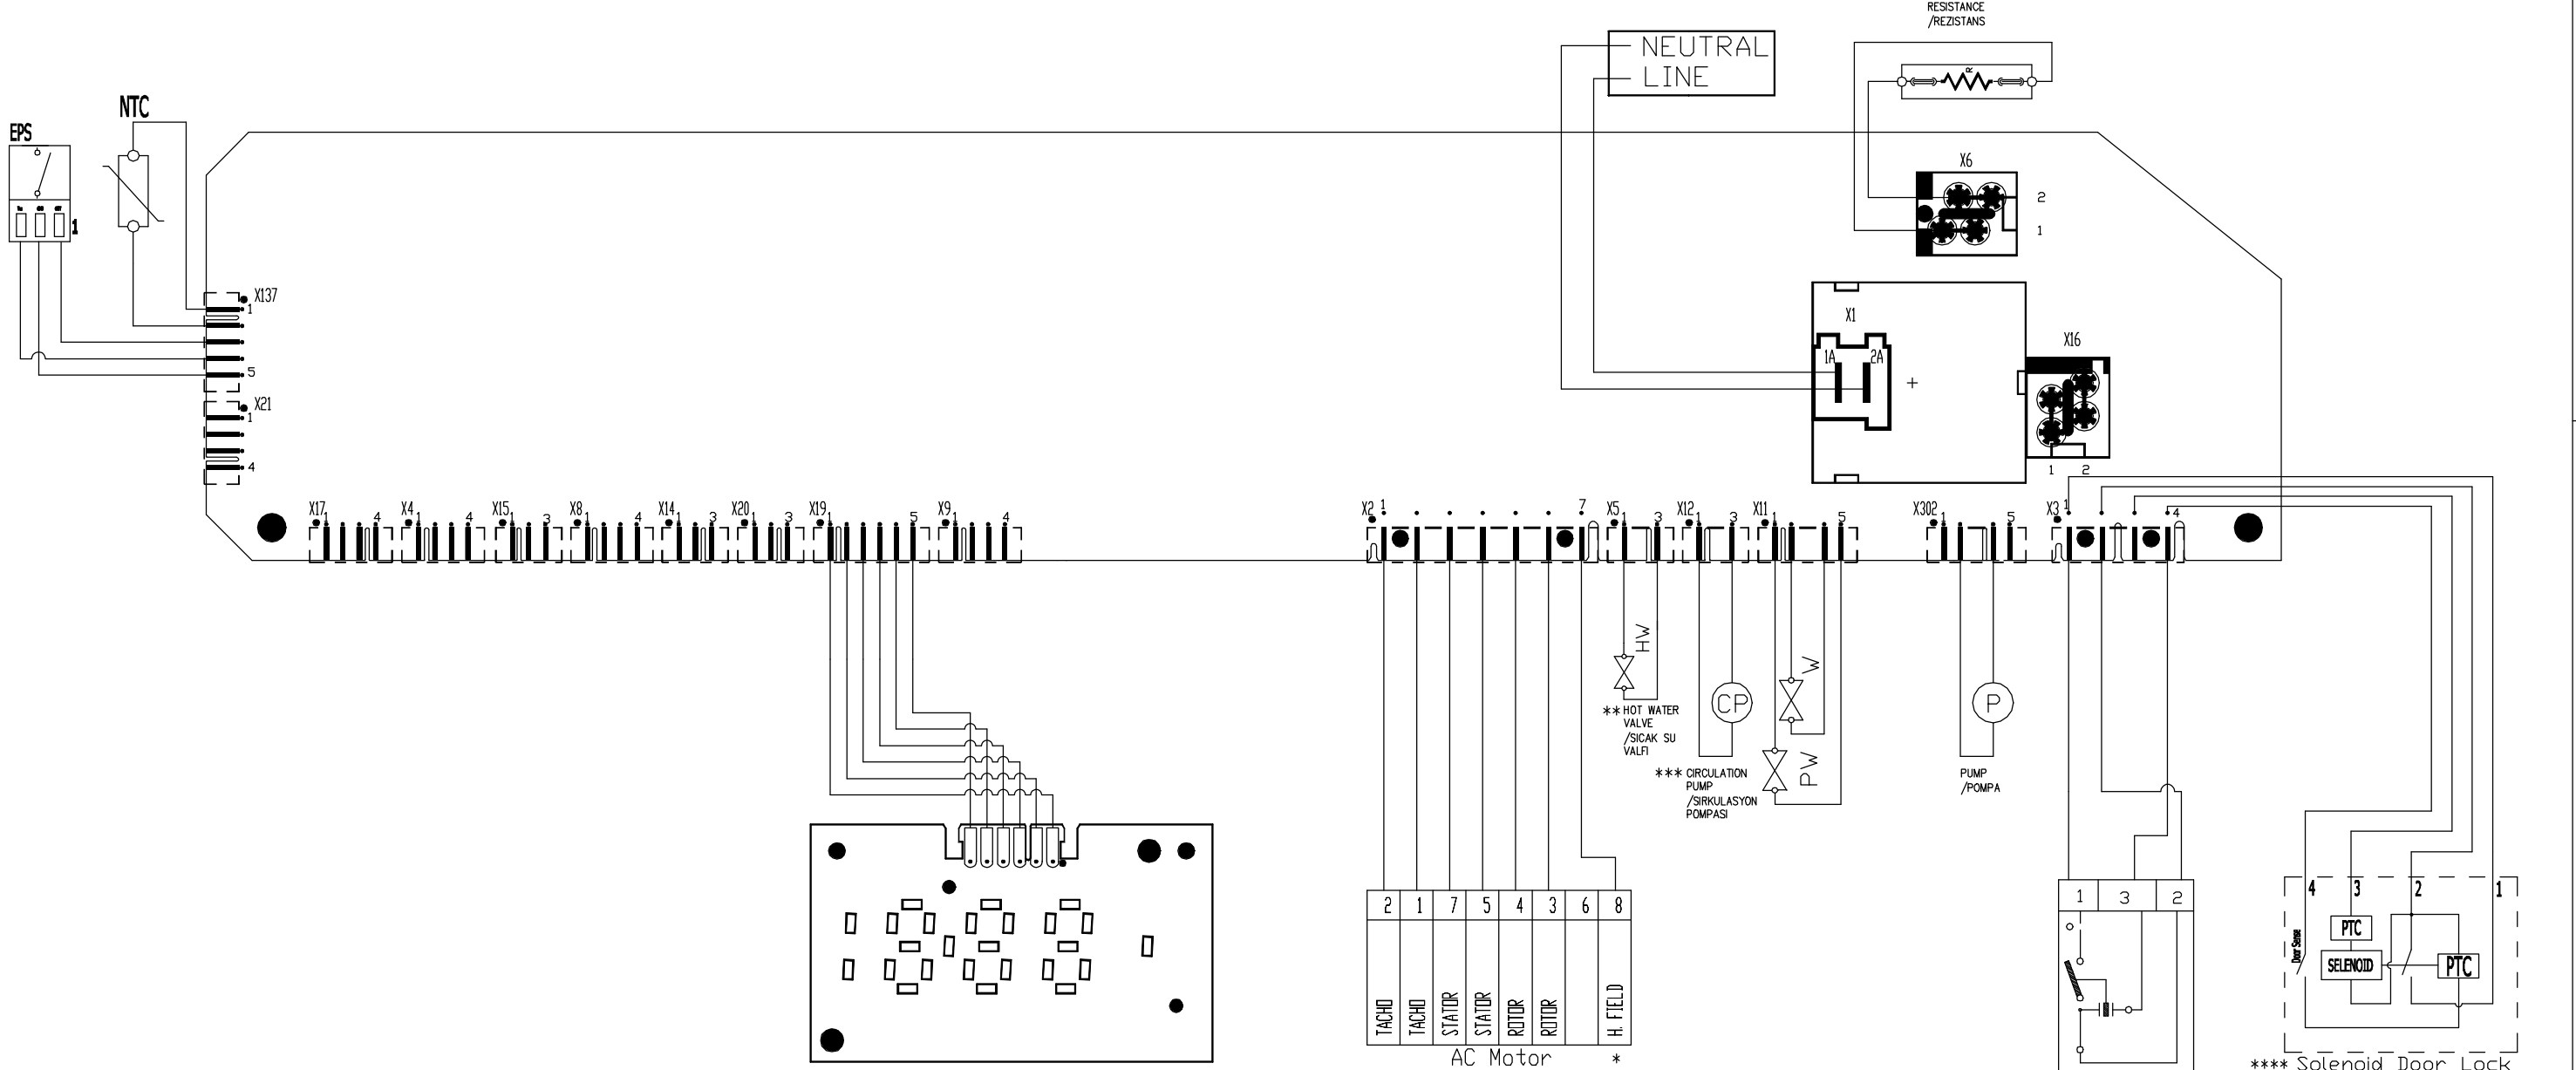 RESISTANCE
/REZISTANS
NEUTRAL
LINE
R
NTC
EPS
1
X6
2
1
X137
1
5
X1
1A
2A
X16
1
2
X21
1
4
X17
1
4
X4
1
4
X15
1
3
X8
1
4
X14
1
3
X20
1
3
X19
1
5
X9
1
4
X2
1
7
X5
1
3
X12
1
3
X11
1
5
X302
1
5
X3
1
4
HW
W
CP
P
PW
** HOT WATER
VALVE
/SICAK SU
VALFI
*** CIRCULATION
PUMP
/SIRKULASYON
POMPASI
PUMP
/POMPA
2
1
7
5
4
3
6
8
TACHO
TACHO
STATOR
STATOR
ROTOR
ROTOR
H. FIELD
AC Motor
*
1
3
2
4
3
2
1
PTC
Door Sense
SELENOID
PTC
**** Solenoid Door Lock